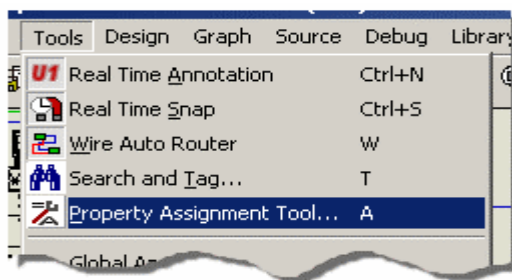 Tools Design Graph Source Debug Library
U1 Real Time Annotation Ctrl+N
Real Time Snap Ctrl+S
Wire Auto Router W
Search and Tag... T
Property Assignment Tool... A
Global